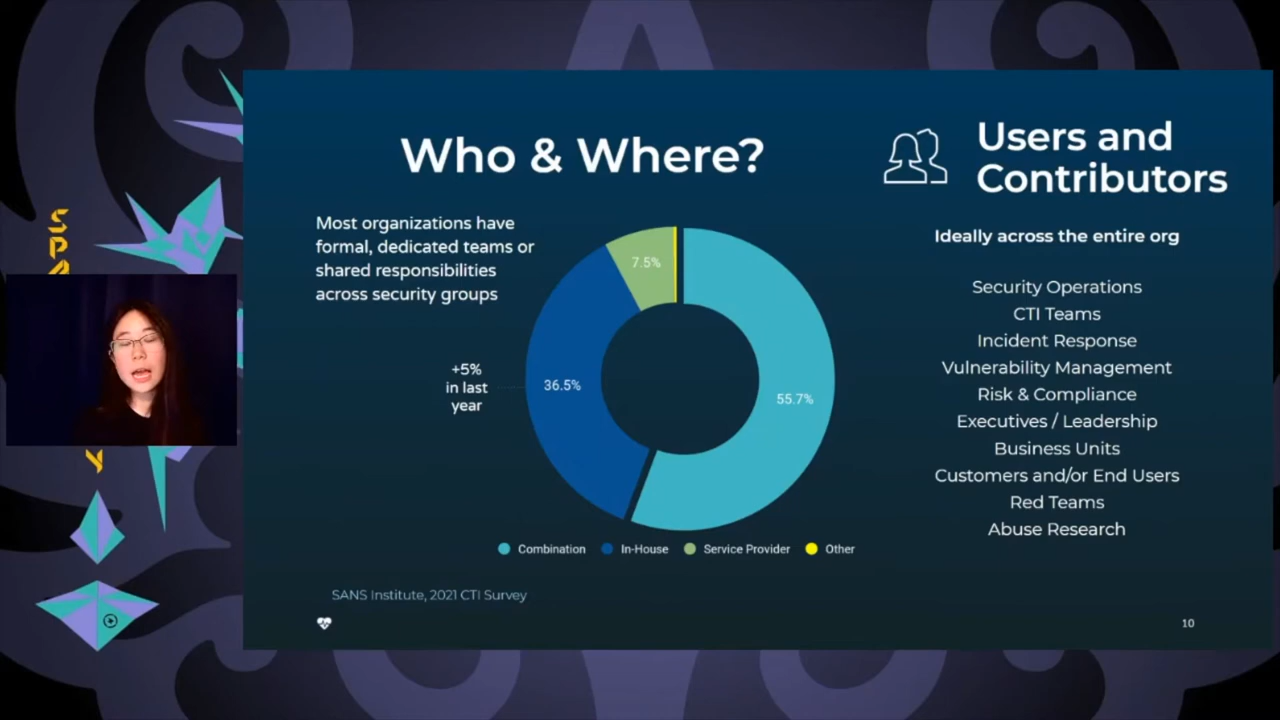 Who & Where?
Users and
Contributors
Most organizations have
formal, dedicated teams or
shared responsibilities
across security groups
+5%
in last
year
7.5%
36.5%
55.7%
Combination
In-House
Service Provider
Other
SANS Institute, 2021 CTI Survey
Ideally across the entire org
Security Operations
CTI Teams
Incident Response
Vulnerability Management
Risk & Compliance
Executives / Leadership
Business Units
Customers and/or End Users
Red Teams
Abuse Research
10